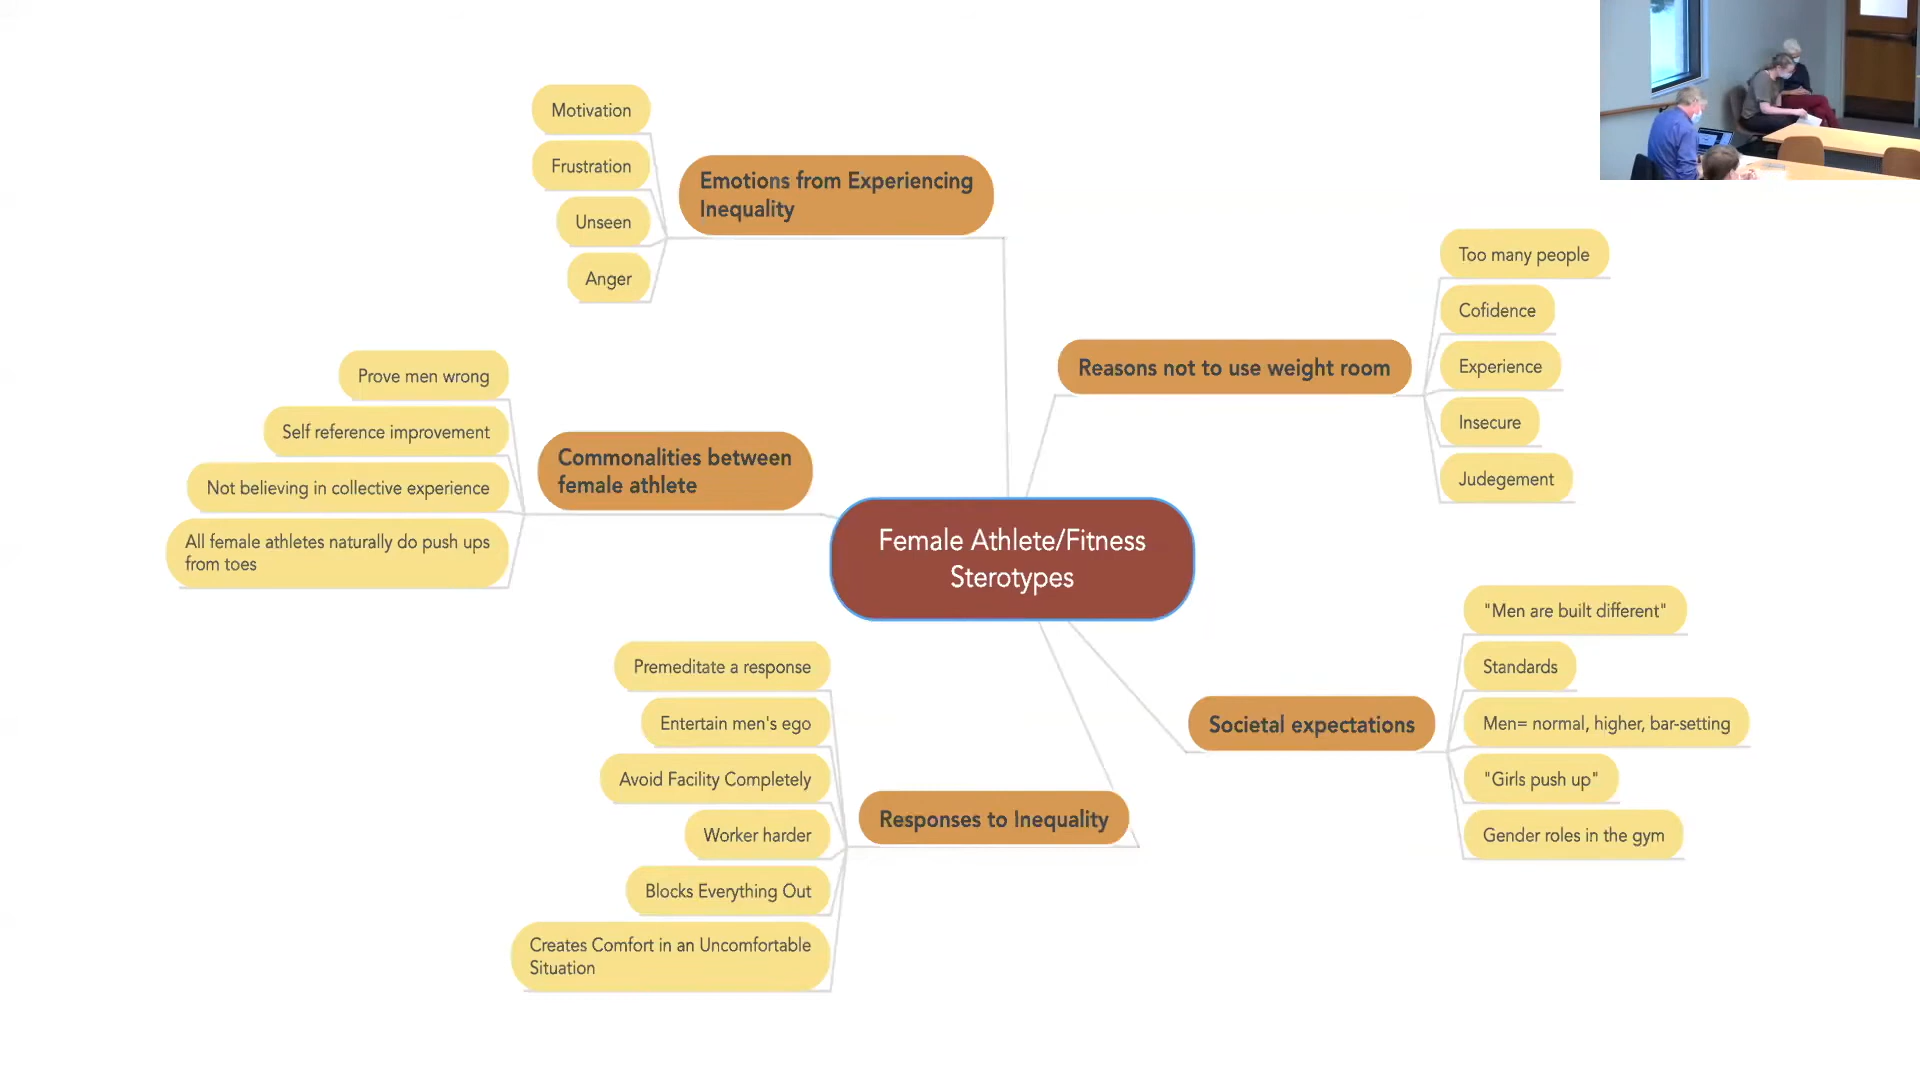 Motivation
Frustration
Unseen
Anger
Emotions from Experiencing
Inequality
Too many people
Cofidence
Experience
Insecure
Judegement
Reasons not to use weight room
Prove men wrong
Self reference improvement
Not believing in collective experience
All female athletes naturally do push ups
from toes
Commonalities between
female athlete
Female Athlete/Fitness
Sterotypes
"Men are built different"
Standards
Men= normal, higher, bar-setting
"Girls push up"
Gender roles in the gym
Societal expectations
Premeditate a response
Entertain men's ego
Avoid Facility Completely
Worker harder
Blocks Everything Out
Creates Comfort in an Uncomfortable
Situation
Responses to Inequality